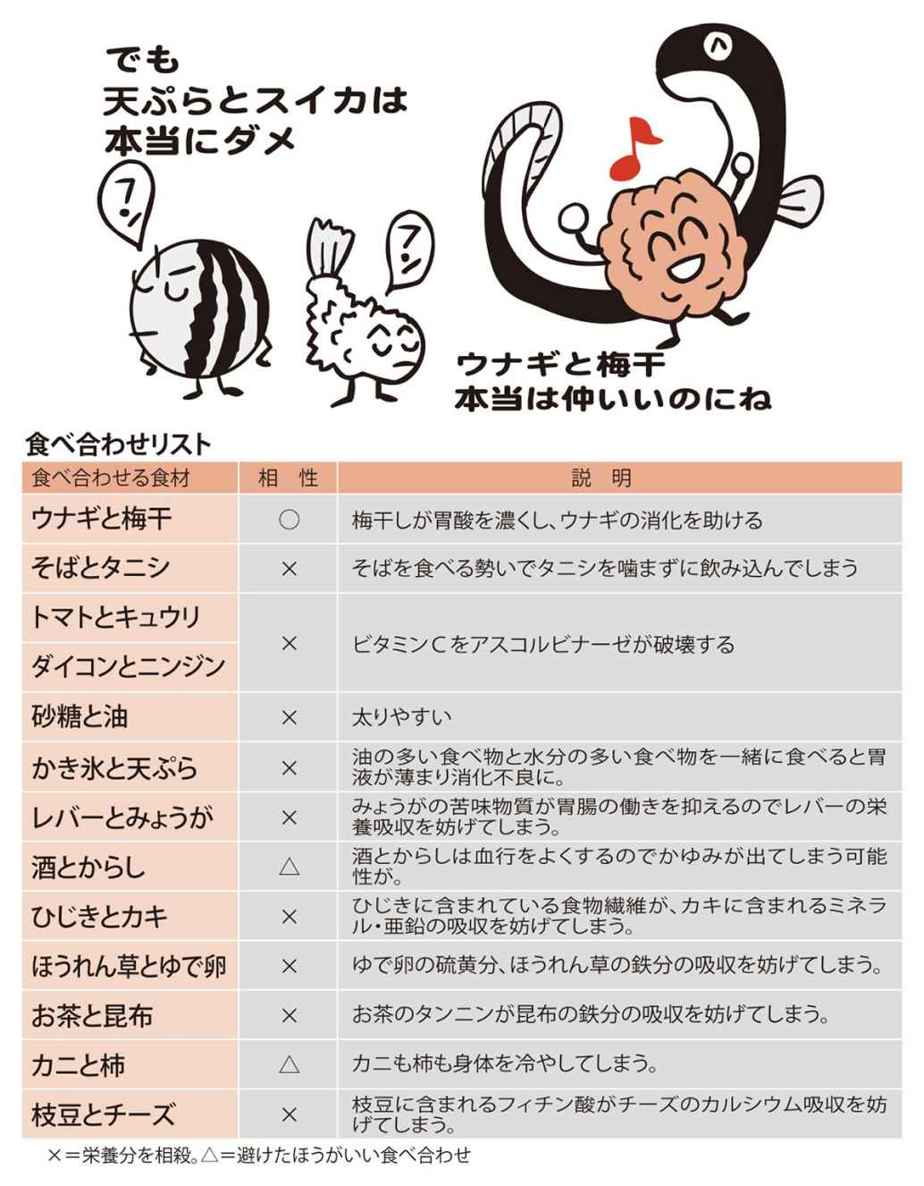 でも
天ぷらとスイカは
本当にダメ
フンッ
フンッ
ウナギと梅干
本当は仲いいのにね
食べ合わせリスト
食べ合わせる食材 相 性 説 明
ウナギと梅干 ○ 梅干しが胃酸を濃くし、ウナギの消化を助ける
そばとタニシ × そばを食べる勢いでタニシを噛まずに飲み込んでしまう
トマトとキュウリ
× ビタミンCをアスコルビナーゼが破壊する
ダイコンとニンジン
砂糖と油 × 太りやすい
かき氷と天ぷら × 油の多い食べ物と水分の多い食べ物を一緒に食べると胃
液が薄まり消化不良に。
レバーとみょうが × みょうがの苦味物質が胃腸の働きを抑えるのでレバーの栄
養吸収を妨げてしまう。
酒とからし △ 酒とからしは血行をよくするのでかゆみが出てしまう可能
性が。
ひじきとカキ × ひじきに含まれている食物繊維が、カキに含まれるミネラ
ル・亜鉛の吸収を妨げてしまう。
ほうれん草とゆで卵 × ゆで卵の硫黄分、ほうれん草の鉄分の吸収を妨げてしまう。
お茶と昆布 × お茶のタンニンが昆布の鉄分の吸収を妨げてしまう。
カニと柿 △ カニも柿も身体を冷やしてしまう。
枝豆とチーズ × 枝豆に含まれるフィチン酸がチーズのカルシウム吸収を妨
げてしまう。
×=栄養分を相殺。△=避けたほうがいい食べ合わせ